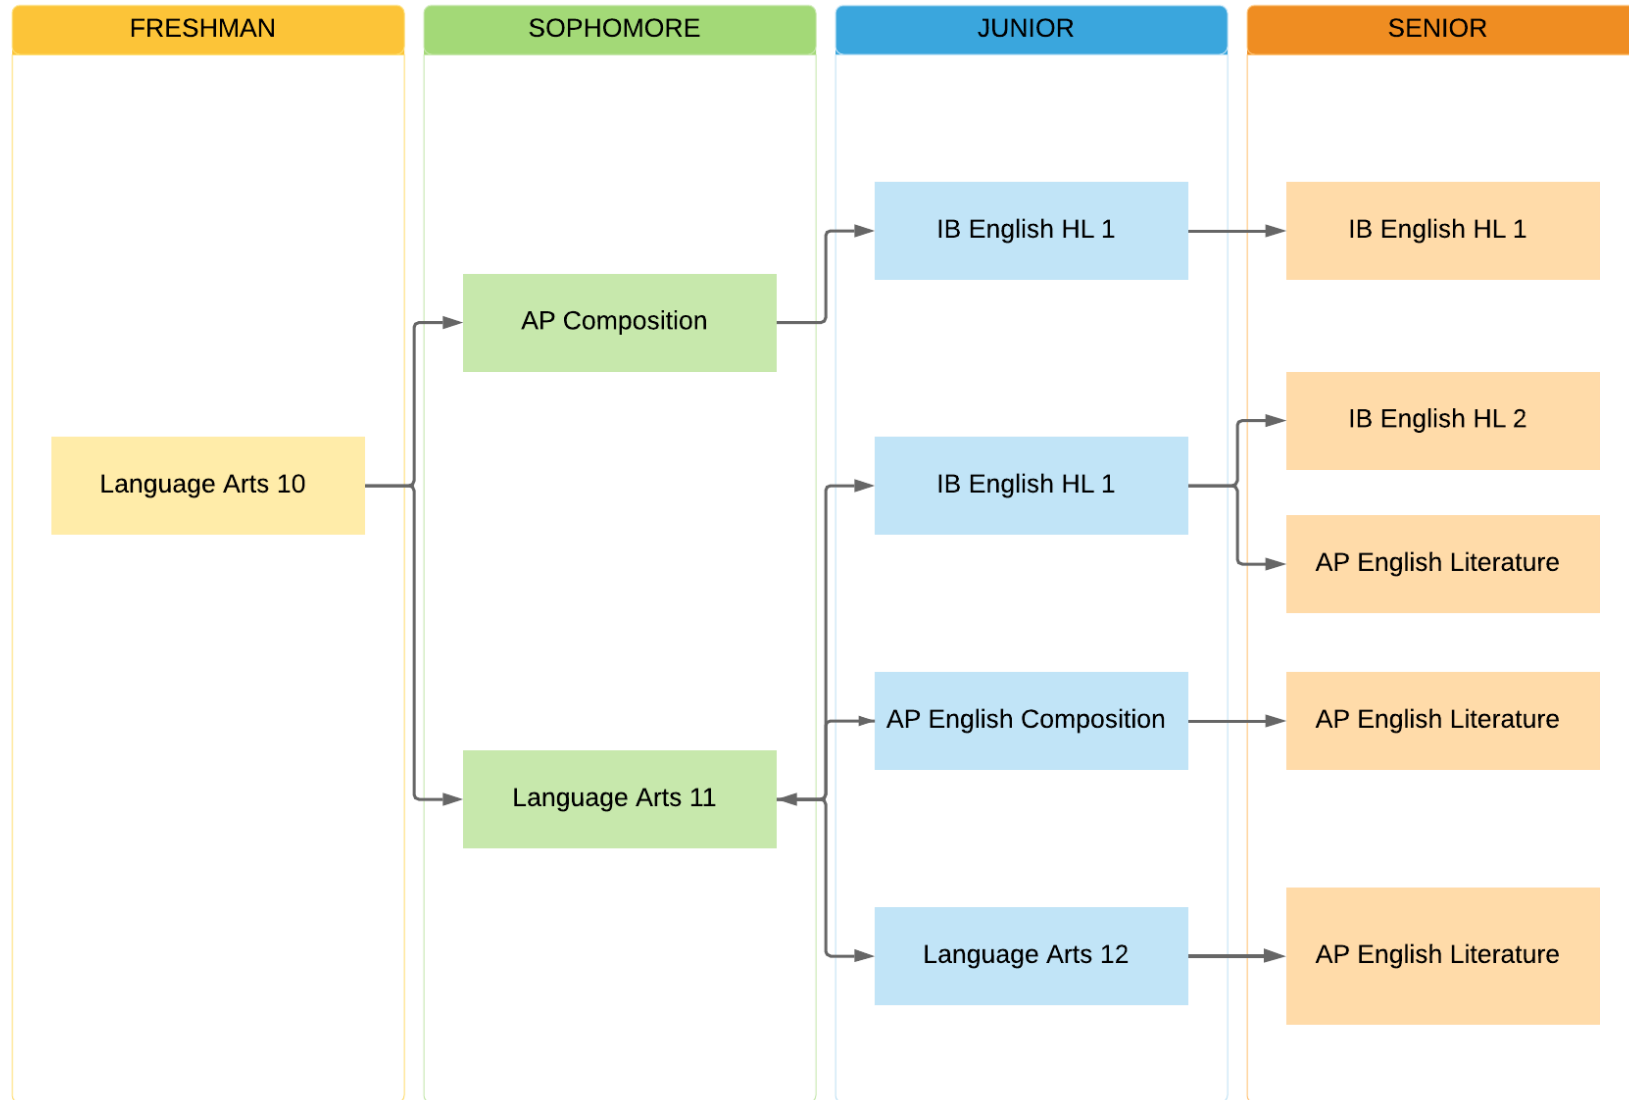 FRESHMAN
SOPHOMORE
JUNIOR
SENIOR
IB English HL 1
IB English HL 1
AP Composition
IB English HL 2
Language Arts 10
IB English HL 1
AP English Literature
AP English Composition
AP English Literature
Language Arts 11
Language Arts 12
AP English Literature